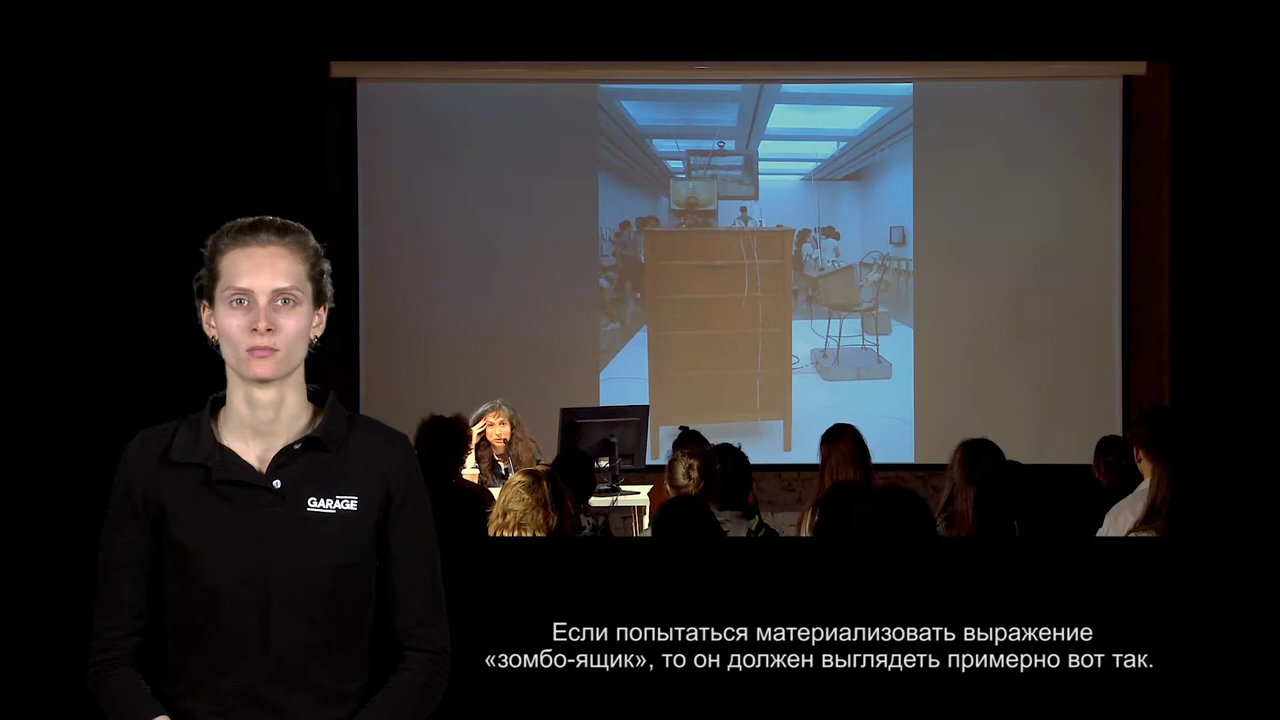 GARAGE
Если попытаться материализовать выражение
«зомбо-ящик», то он должен выглядеть примерно вот так.